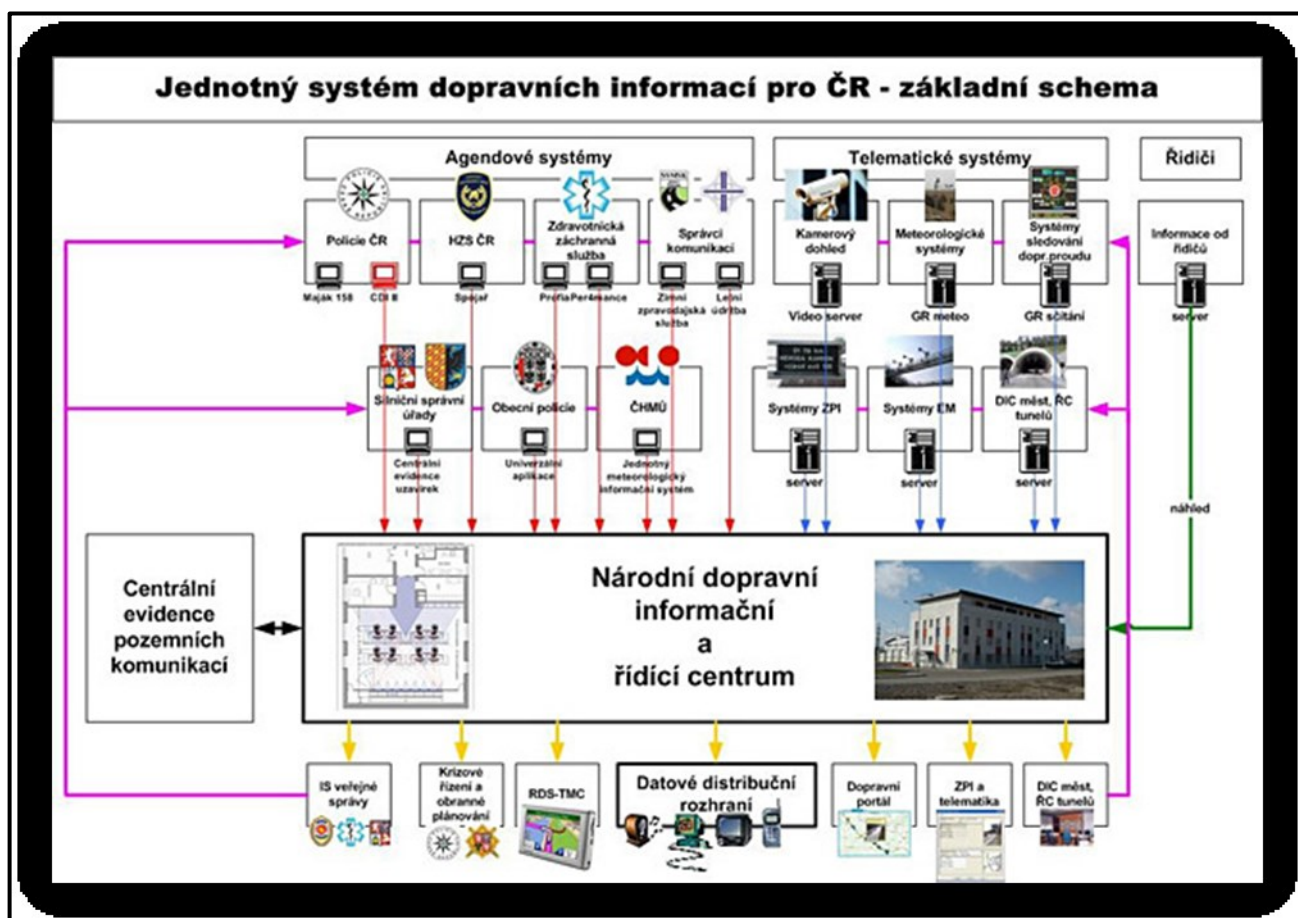 Jednotný systém dopravních informací pro ČR - základní schema
Agendové systémy
Telematické systémy
Řidiči
Policie ČR
HZS ČR
Zdravotnická
záchranná
služba
Správci
komunikací
Kamerový
dohled
Meteorologické
systémy
Systémy
sledování
dopr.proudu
Informace od
řidičů
Maják 158
CDI II
Spojař
Profia
Per4mance
Zimní
zpravodajská
služba
Letní
údržba
Video server
GR meteo
GR sčítání
server
Silniční správní
úřady
Obecní policie
ČHMÚ
Systémy ZPI
Systémy EM
DIC měst, ŘC
tunelů
Centrální
evidence
uzavírek
Univerzální
aplikace
Jednotný
meteorologický
informační systém
server
server
server
náhled
Centrální
evidence
pozemních
komunikací
Národní dopravní
informační
a
řídící centrum
IS veřejné
správy
Krizové
řízení a
obranné
plánování
RDS-TMC
Datové distribuční
rozhraní
Dopravní
portál
ZPI a
telematika
DIC měst,
ŘC tunelů